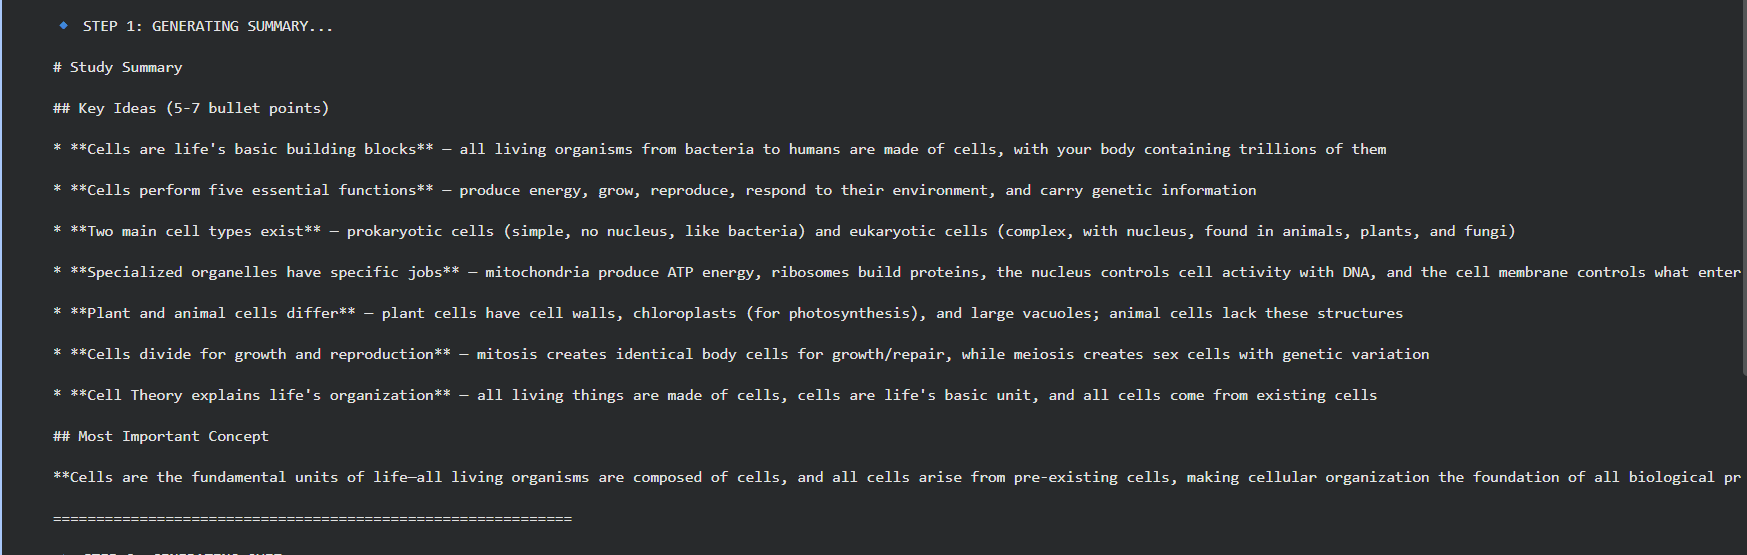 🔹 STEP 1: GENERATING SUMMARY...
# Study Summary
## Key Ideas (5-7 bullet points)
* **Cells are life's basic building blocks** — all living organisms from bacteria to humans are made of cells, with your body containing trillions of them
* **Cells perform five essential functions** — produce energy, grow, reproduce, respond to their environment, and carry genetic information
* **Two main cell types exist** — prokaryotic cells (simple, no nucleus, like bacteria) and eukaryotic cells (complex, with nucleus, found in animals, plants, and fungi)
* **Specialized organelles have specific jobs** — mitochondria produce ATP energy, ribosomes build proteins, the nucleus controls cell activity with DNA, and the cell membrane controls what enter
* **Plant and animal cells differ** — plant cells have cell walls, chloroplasts (for photosynthesis), and large vacuoles; animal cells lack these structures
* **Cells divide for growth and reproduction** — mitosis creates identical body cells for growth/repair, while meiosis creates sex cells with genetic variation
* **Cell Theory explains life's organization** — all living things are made of cells, cells are life's basic unit, and all cells come from existing cells
## Most Important Concept
**Cells are the fundamental units of life—all living organisms are composed of cells, and all cells arise from pre-existing cells, making cellular organization the foundation of all biological pr
============================================================